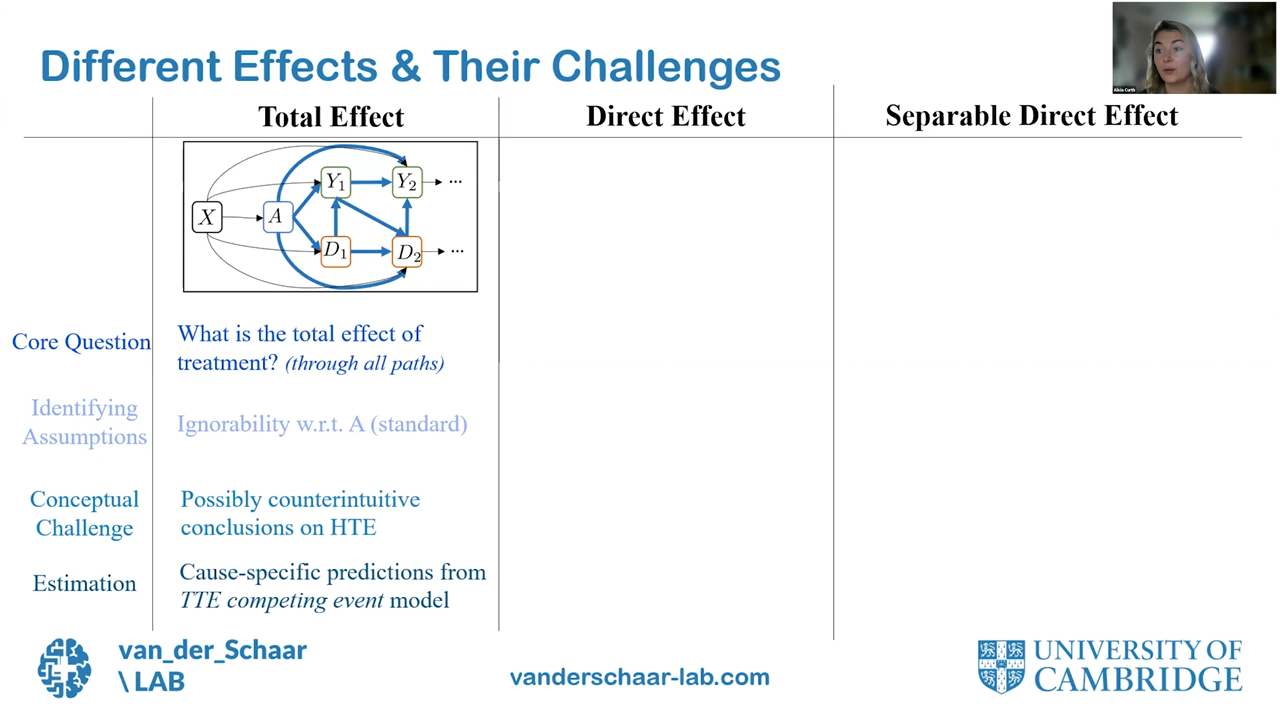 Different Effects & Their Challenges
Alicia Curth
Total Effect
Direct Effect
Separable Direct Effect
X
A
Y1
Y2
...
D1
D2
...
Core Question
What is the total effect of
treatment? (through all paths)
Identifying
Assumptions
Ignorability w.r.t. A (standard)
Conceptual
Challenge
Possibly counterintuitive
conclusions on HTE
Estimation
Cause-specific predictions from
TTE competing event model
van_der_Schaar
\ LAB
vanderschaar-lab.com
UNIVERSITY OF
CAMBRIDGE